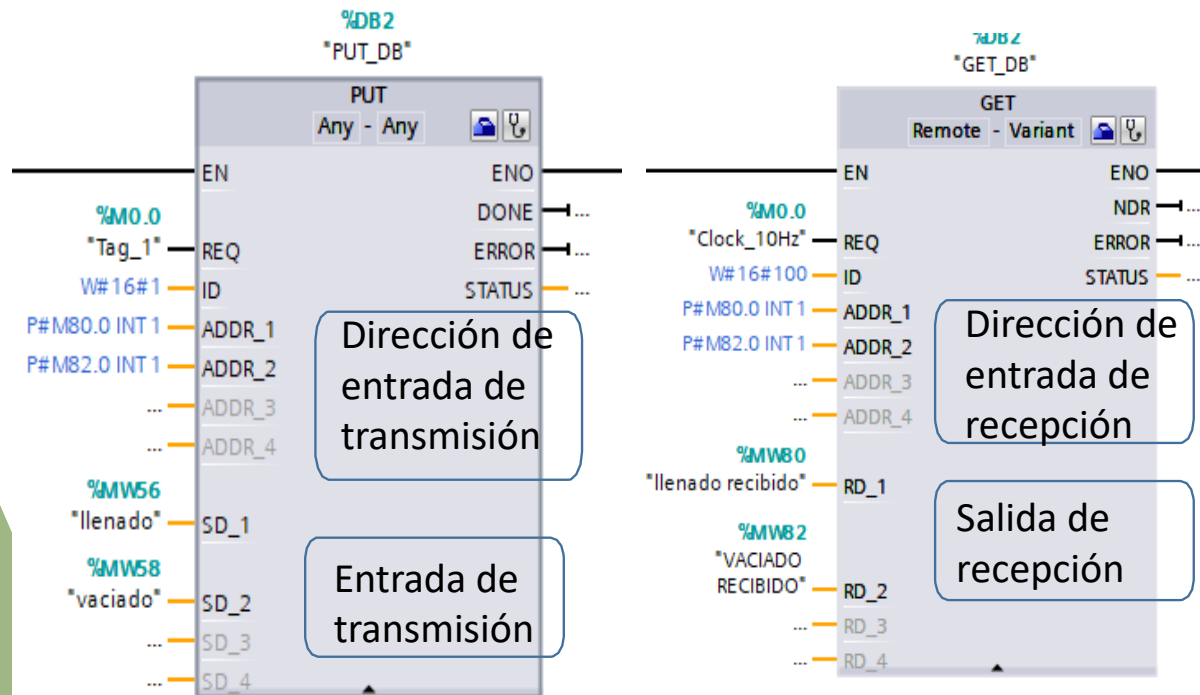 %DB2
"PUT_DB"
PUT
Any - Any
EN
ENO
DONE
...
%M0.0
"Tag_1"
REQ
ERROR
...
W#16#1
ID
STATUS
...
P#M80.0 INT 1
ADDR_1
P#M82.0 INT 1
ADDR_2
...
ADDR_3
...
ADDR_4
Dirección de
entrada de
transmisión
%MW56
"llenado"
SD_1
%MW58
"vaciado"
SD_2
...
SD_3
...
SD_4
Entrada de
transmisión
%DB2
"GET_DB"
GET
Remote - Variant
EN
ENO
NDR
...
%M0.0
"Clock_10Hz"
REQ
ERROR
...
W#16#100
ID
STATUS
...
P#M80.0 INT 1
ADDR_1
P#M82.0 INT 1
ADDR_2
...
ADDR_3
...
ADDR_4
Dirección de
entrada de
recepción
%MW80
"llenado recibido"
RD_1
%MW82
"VACIADO
RECIBIDO"
RD_2
...
RD_3
...
RD_4
Salida de
recepción